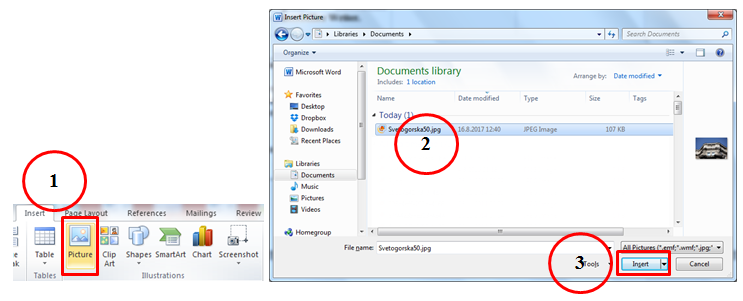 1
Insert Page Layout References Mailings Review
Table Picture Clip Art Shapes SmartArt Chart Screenshot
Tables Illustrations
Insert Picture
Libraries Documents
Search Documents
Organize
Microsoft Word
Favorites
Desktop
Dropbox
Downloads
Recent Places
Libraries
Documents
Music
Pictures
Videos
Homegroup
Documents library
Includes: 1 location
Arrange by: Date modified
Name Date modified Type Size Tags
Today (1)
Svetogorska50.jpg 16.8.2017 12:40 JPEG Image 107 KB
2
File name: Svetogorska50.jpg
All Pictures (*.emf;*.wmf;*.jpg;*
3
Tools Insert Cancel